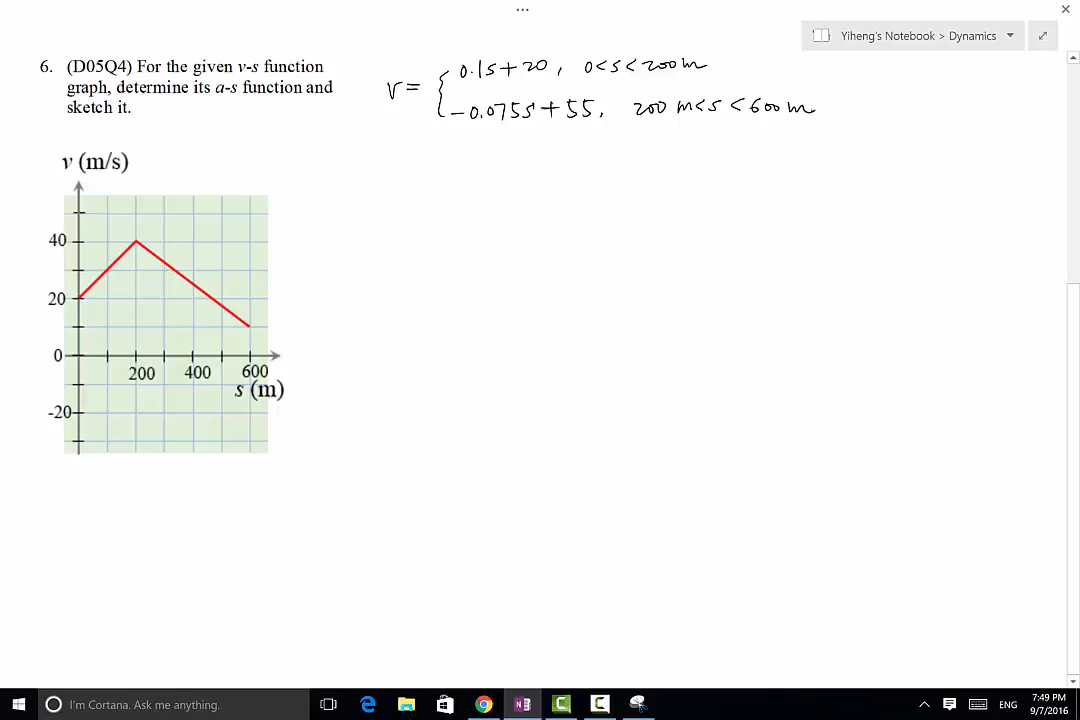 ...
Yiheng's Notebook > Dynamics
6. (D05Q4) For the given v-s function
graph, determine its a-s function and
sketch it.
v = { 0.1s + 20, 0 < s < 200 m
-0.075s + 55, 200 m < s < 600 m
v (m/s)
40
20
0
-20
200 400 600
s (m)
I'm Cortana. Ask me anything.
ENG
7:49 PM
9/7/2016